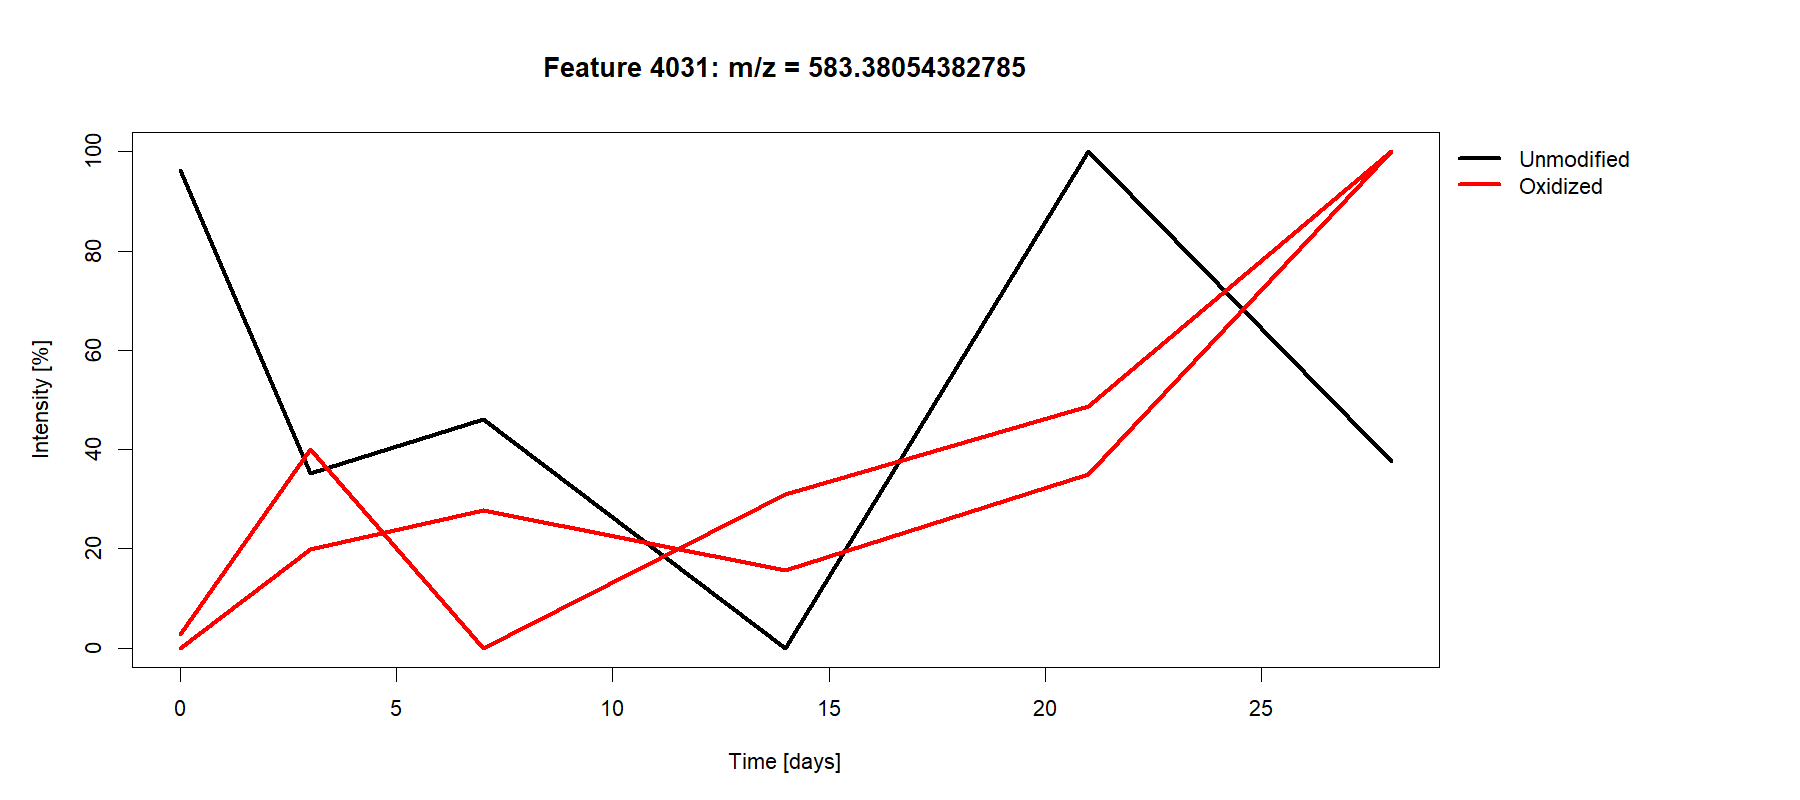 Feature 4031: m/z = 583.38054382785
Unmodified
Oxidized
Intensity [%]
100
80
60
40
20
0
0 5 10 15 20 25
Time [days]